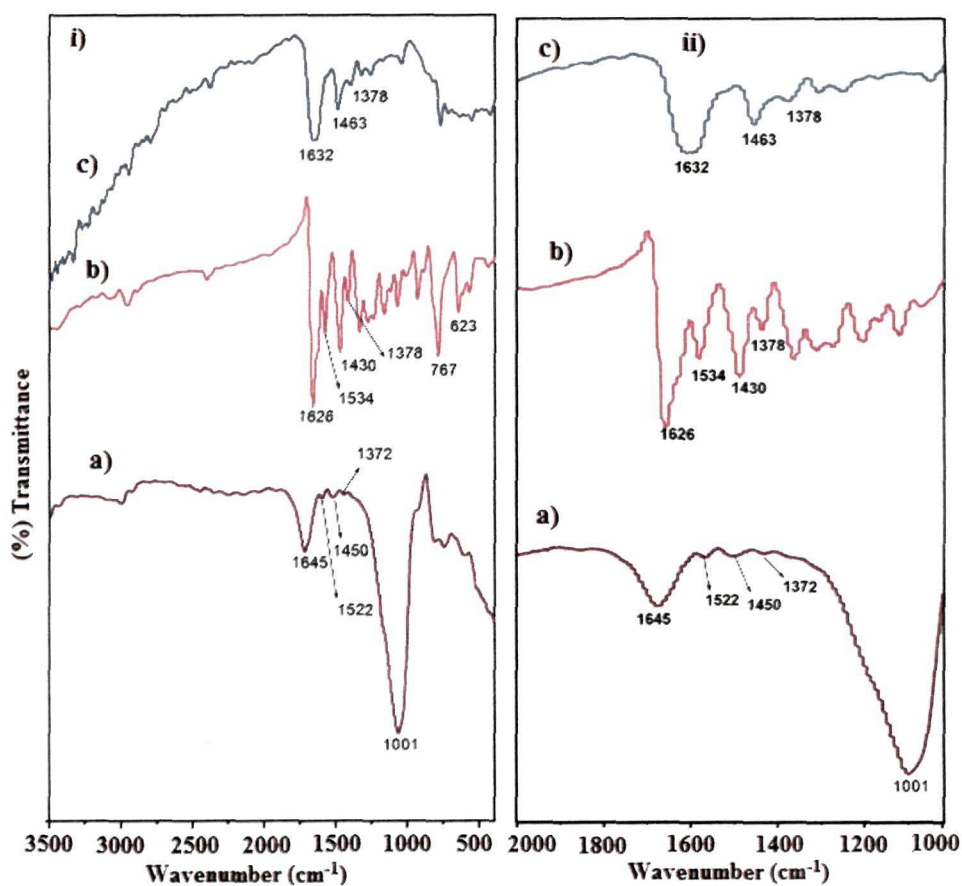 i)
1378
1463
1632
c)
b)
623
1430
1378
767
1534
1626
a)
1372
1450
1645
1522
1001
(%) Transmittance
3500 3000 2500 2000 1500 1000 500
Wavenumber (cm-1)
c)
ii)
1378
1463
1632
b)
1378
1534
1430
1626
a)
1372
1522
1450
1645
1001
2000 1800 1600 1400 1200 1000
Wavenumber (cm-1)